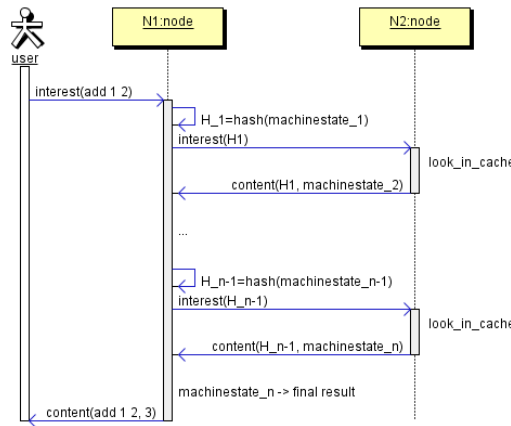 N1:node
N2:node
user
interest(add 1 2)
H_1=hash(machinestate_1)
interest(H1)
look_in_cache
content(H1, machinestate_2)
...
H_n-1=hash(machinestate_n-1)
interest(H_n-1)
look_in_cache
content(H_n-1, machinestate_n)
machinestate_n -> final result
content(add 1 2, 3)